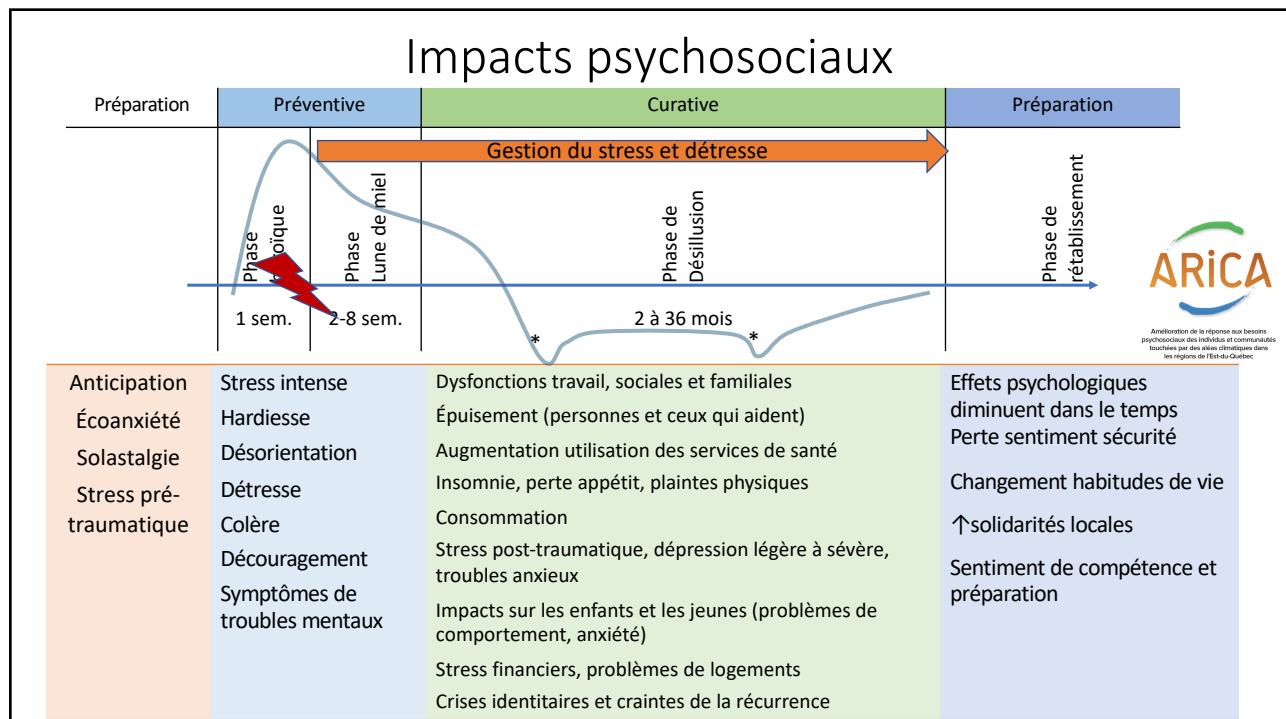 Impacts psychosociaux
Préparation
Préventive
Curative
Préparation
Gestion du stress et détresse
Phase
Phase
Lune de miel
Phase de
Désillusion
Phase de
rétablissement
1 sem.
2-8 sem.
*
2 à 36 mois
*
ARiCA
Amélioration de la réponse aux besoins
psychosociaux des individus et communautés
touchées par des aléas climatiques dans
les régions de l'Est-du-Québec
Anticipation
Écoanxiété
Solastalgie
Stress pré-
traumatique
Stress intense
Hardiesse
Désorientation
Détresse
Colère
Découragement
Symptômes de
troubles mentaux
Dysfonctions travail, sociales et familiales
Épuisement (personnes et ceux qui aident)
Augmentation utilisation des services de santé
Insomnie, perte appétit, plaintes physiques
Consommation
Stress post-traumatique, dépression légère à sévère,
troubles anxieux
Impacts sur les enfants et les jeunes (problèmes de
comportement, anxiété)
Stress financiers, problèmes de logements
Crises identitaires et craintes de la récurrence
Effets psychologiques
diminuent dans le temps
Perte sentiment sécurité
Changement habitudes de vie
↑solidarités locales
Sentiment de compétence et
préparation